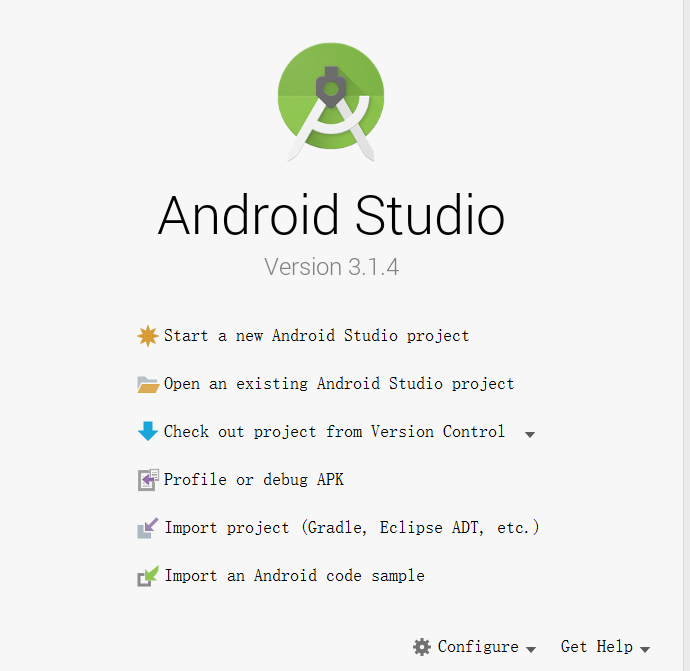 Android Studio
Version 3.1.4
Start a new Android Studio project
Open an existing Android Studio project
Check out project from Version Control
Profile or debug APK
Import project (Gradle, Eclipse ADT, etc.)
Import an Android code sample
Configure Get Help